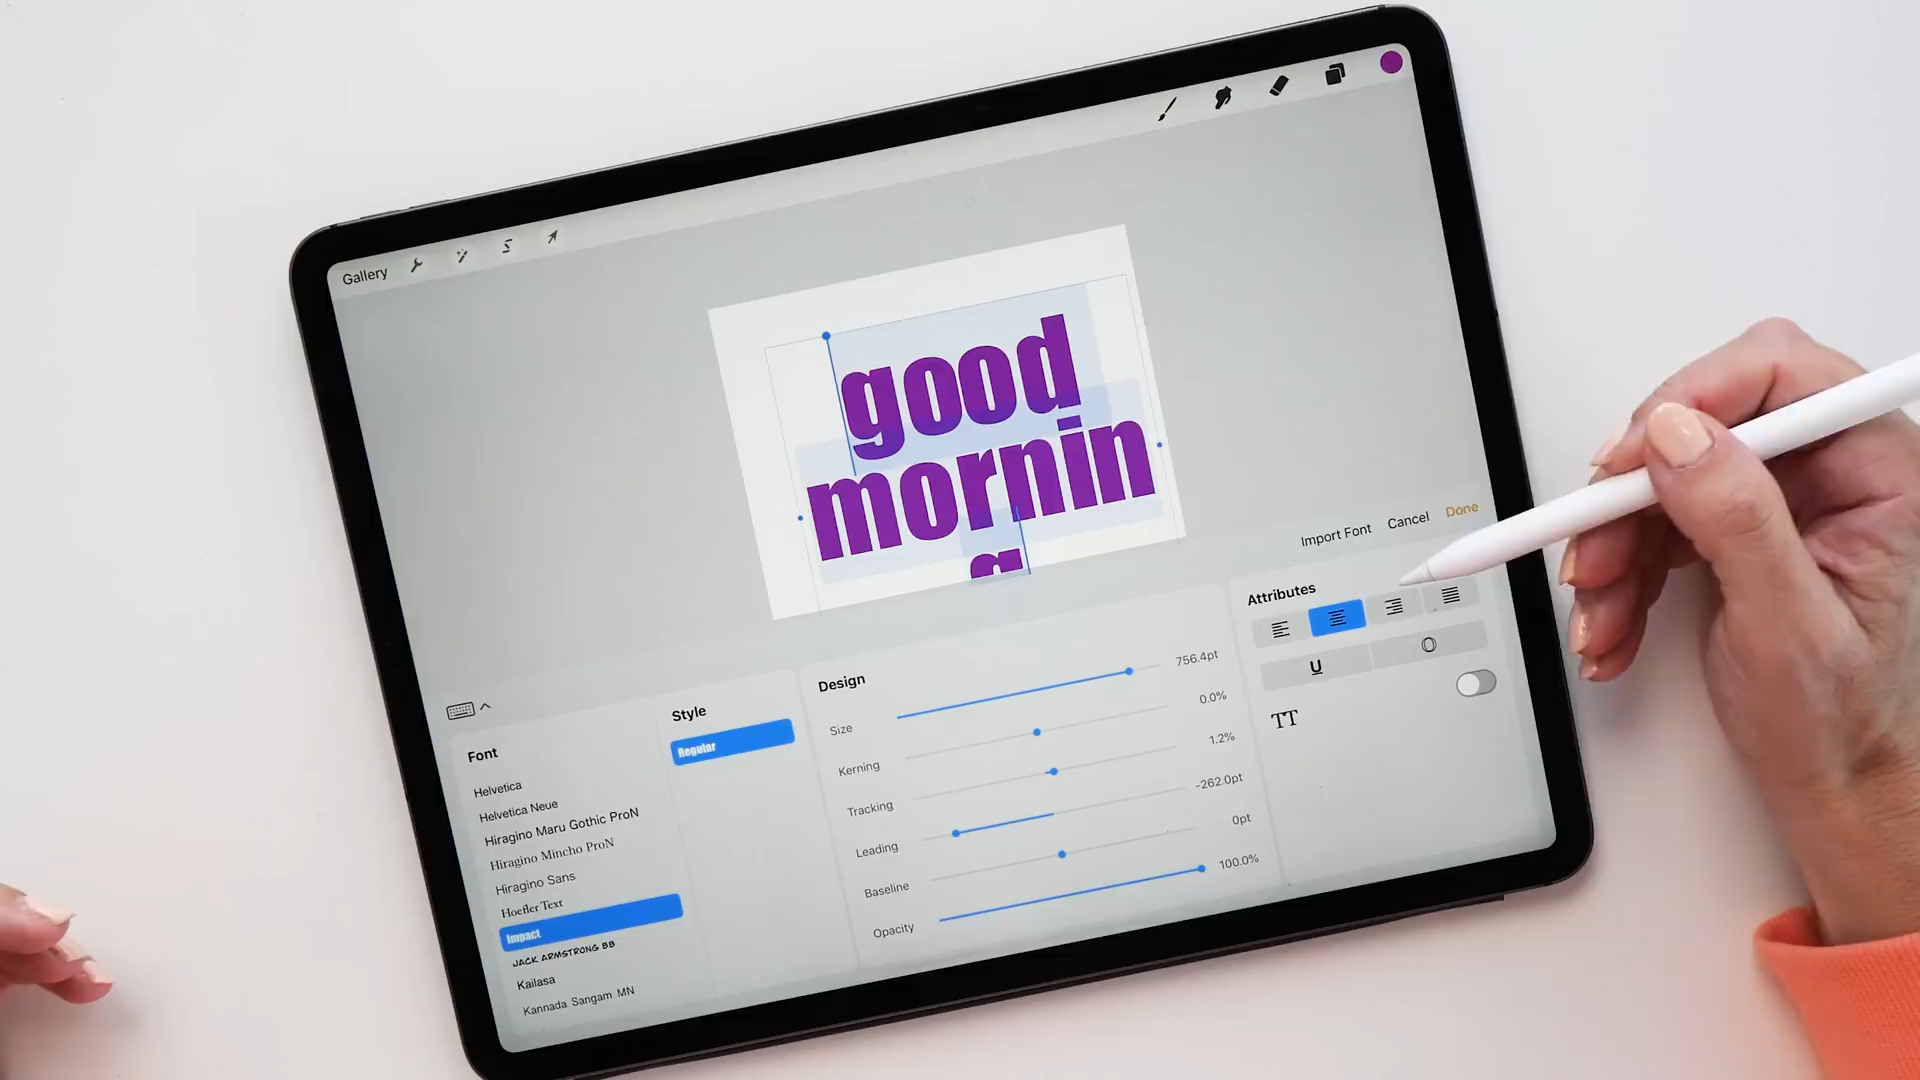 Gallery
good
mornin
g
Import Font Cancel Done
Font
Helvetica
Helvetica Neue
Hiragino Maru Gothic ProN
Hiragino Mincho ProN
Hiragino Sans
Hoefler Text
Impact
JACK ARMSTRONG BB
Kailasa
Kannada Sangam MN
Style
Regular
Design
Size 756.4pt
Kerning 0.0%
Tracking 1.2%
Leading -262.0pt
Baseline 0pt
Opacity 100.0%
Attributes
U O
TT